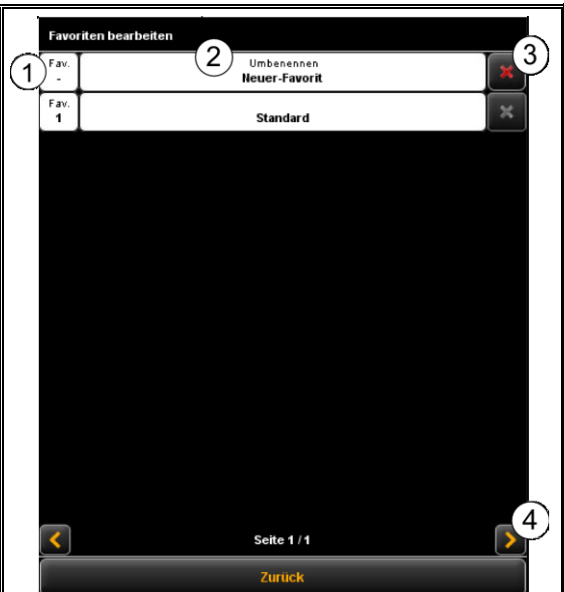 Favoriten bearbeiten
1
Fav.
-
2
Umbenennen
Neuer-Favorit
3
Fav.
1
Standard
Seite 1/1
4
Zurück